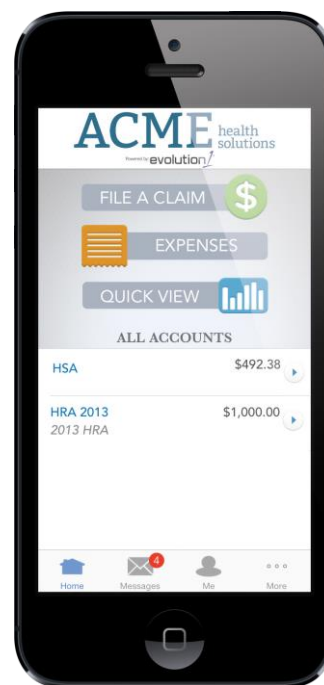 ACME health solutions
Powered by evolution1
FILE A CLAIM $
EXPENSES
QUICK VIEW
ALL ACCOUNTS
HSA $492.38
HRA 2013 $1,000.00
2013 HRA
4
Home Messages Me More